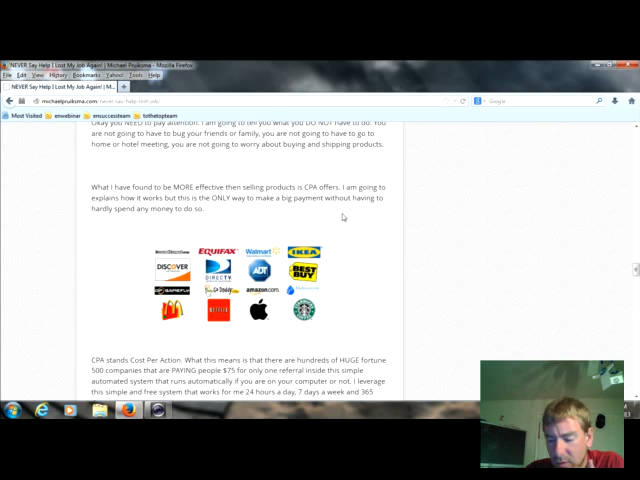 NEVER Say Help I Lost My Job Again! | Michael Pruiksma - Mozilla Firefox
File Edit View History Bookmarks Yahoo Tools Help
NEVER Say Help I Lost My Job Again! | M...
michaelpruiksma.com/never-say-help-lost-job/
Google
Most Visited enwebinar ensuccessteam tothetopteam
Okay you NEED to pay attention. I am going to tell you what you DO NOT have to do. You
are not going to have to bug your friends or family, you are not going to have to go to
home or hotel meeting, you are not going to worry about buying and shipping products.
What I have found to be MORE effective then selling products is CPA offers. I am going to
explains how it works but this is the ONLY way to make a big payment without having to
hardly spend any money to do so.
EQUIFAX Walmart IKEA
DISCOVER DIRECTV ADT BEST BUY
GAMEFLY Go Daddy amazon.com
NETFLIX
CPA stands Cost Per Action. What this means is that there are hundreds of HUGE fortune
500 companies that are PAYING people $75 for only one referral inside this simple
automated system that runs automatically if you are on your computer or not. I leverage
this simple and free system that works for me 24 hours a day, 7 days a week and 365